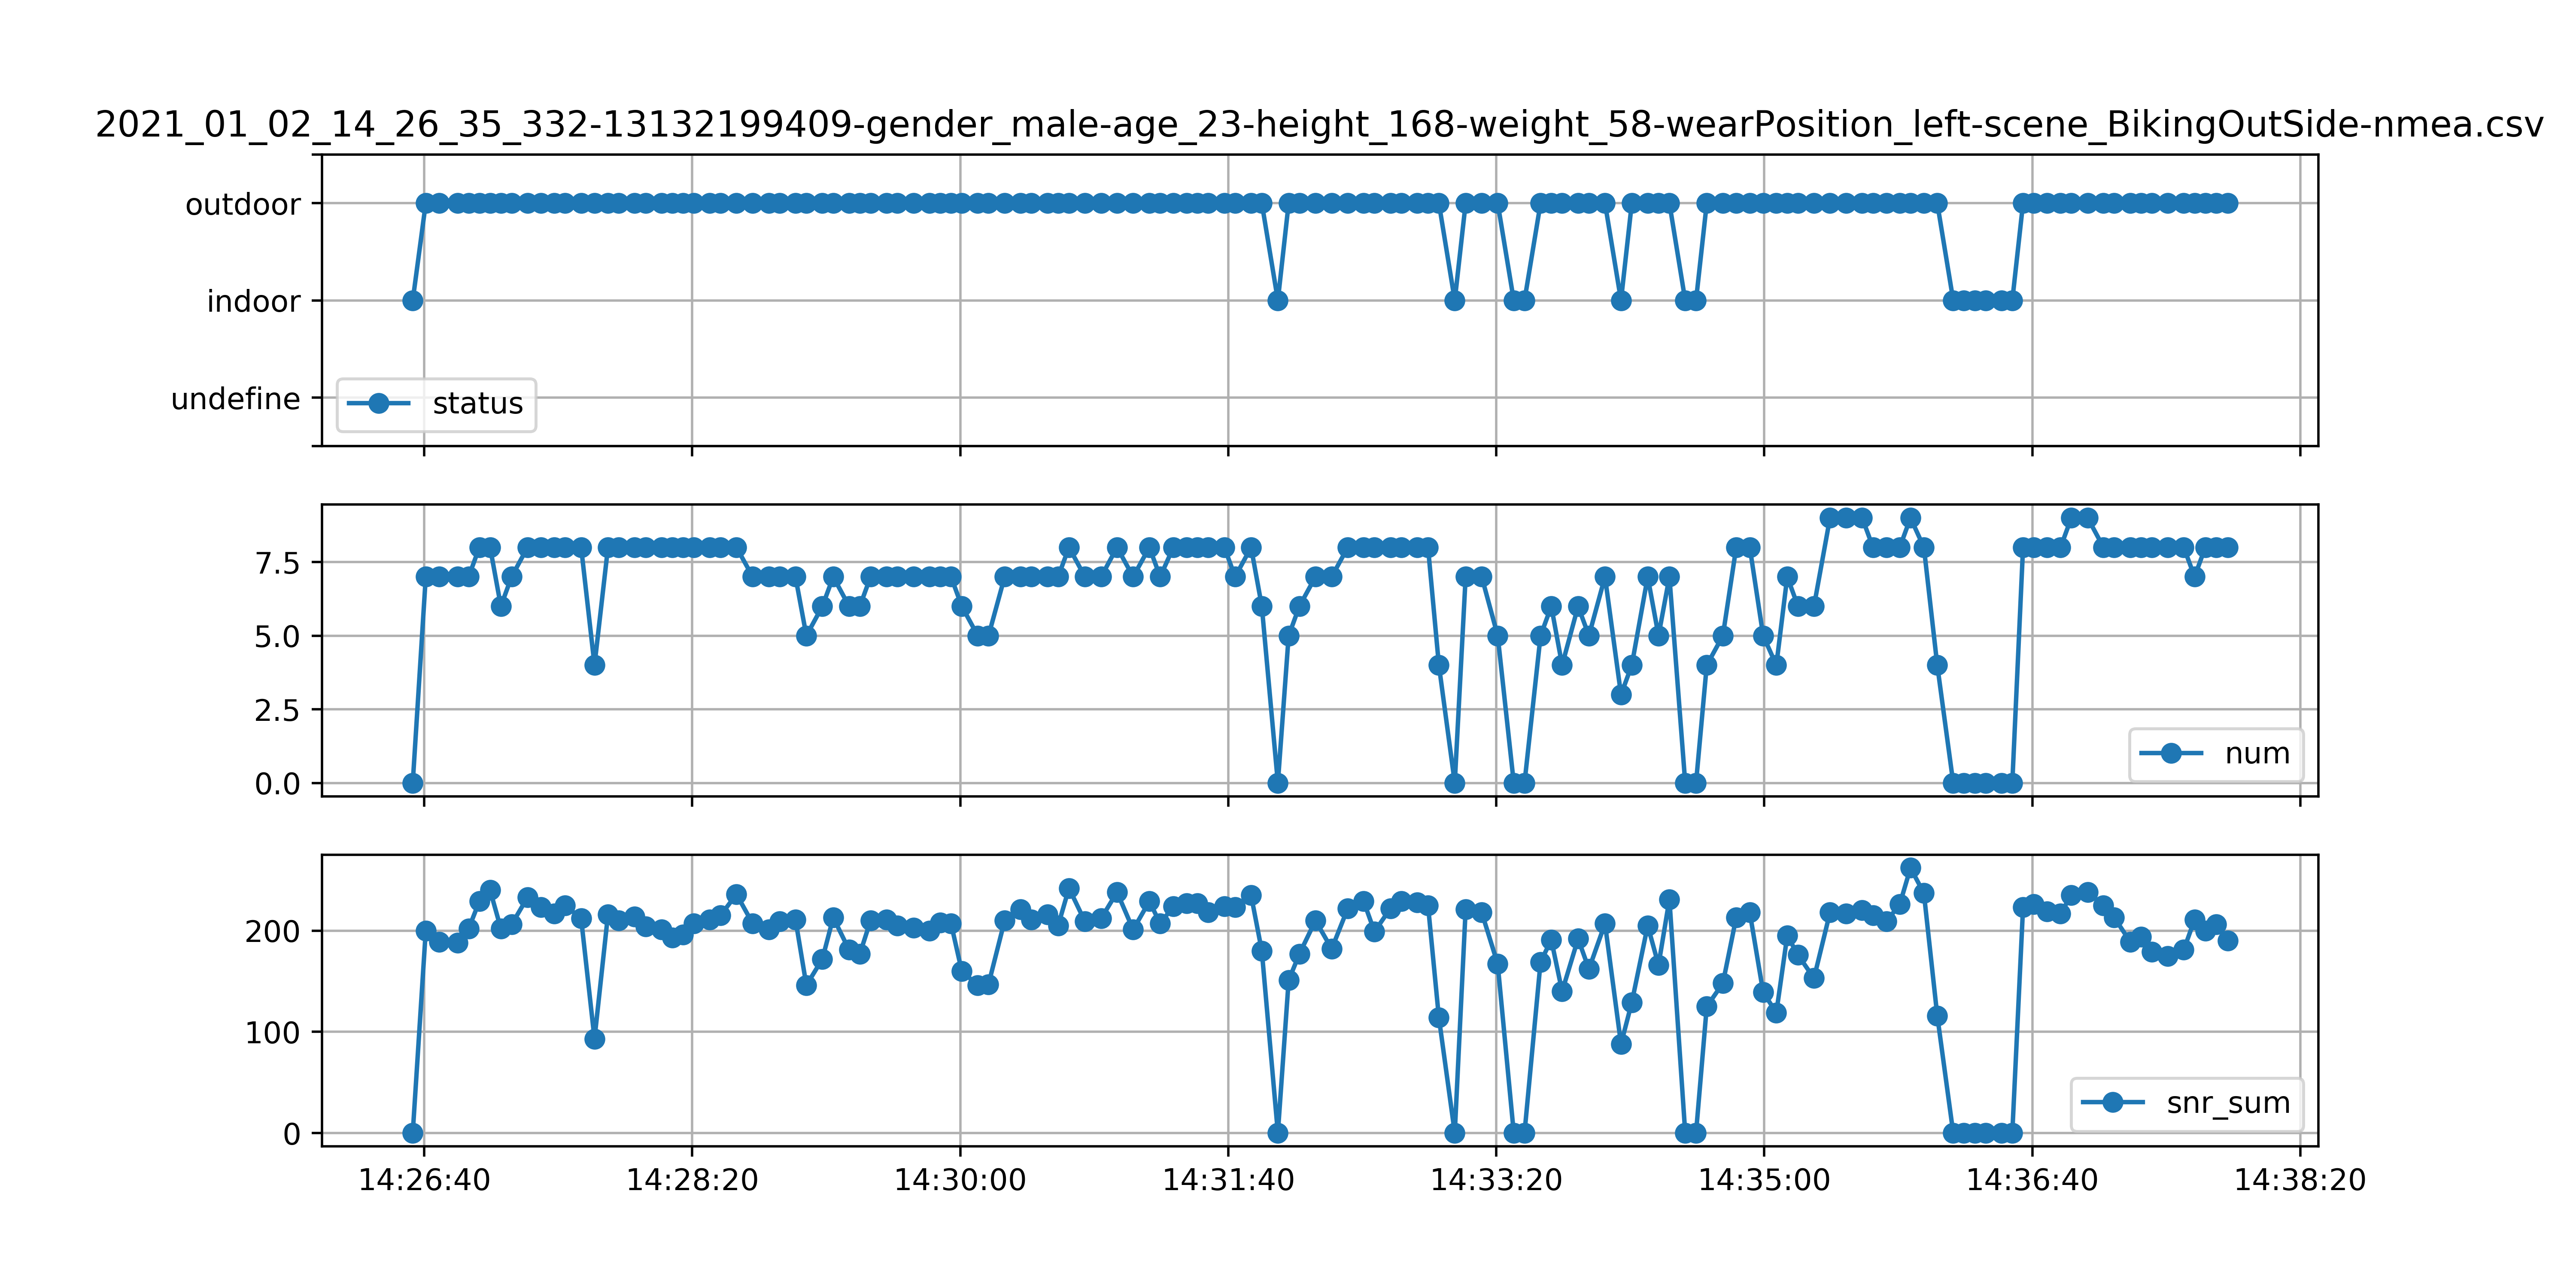 2021_01_02_14_26_35_332-13132199409-gender_male-age_23-height_168-weight_58-wearPosition_left-scene_BikingOutSide-nmea.csv
outdoor
indoor
undefine
status
7.5
5.0
2.5
0.0
num
200
100
0
snr_sum
14:26:40 14:28:20 14:30:00 14:31:40 14:33:20 14:35:00 14:36:40 14:38:20